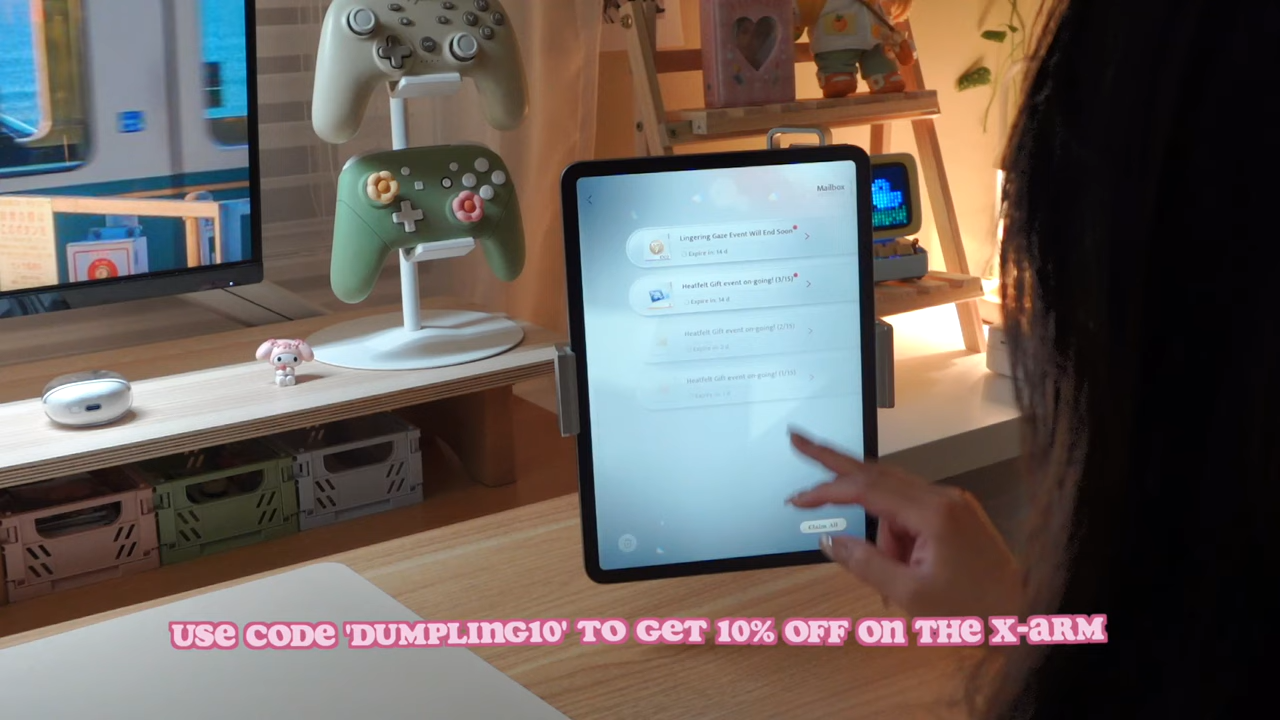 Mailbox
Lingering Gaze Event Will End Soon
Expire in: 14 d
Heatfelt Gift event on-going! (3/15)
Expire in: 14 d
Heatfelt Gift event on-going! (2/15)
Heatfelt Gift event on-going! (1/15)
Claim All
USE CODE 'DUMPLING10' TO GET 10% OFF ON THE X-ARM